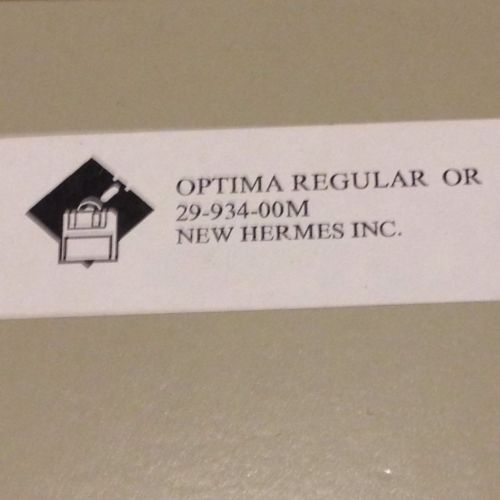 OPTIMA REGULAR OR
29-934-00M
NEW HERMES INC.